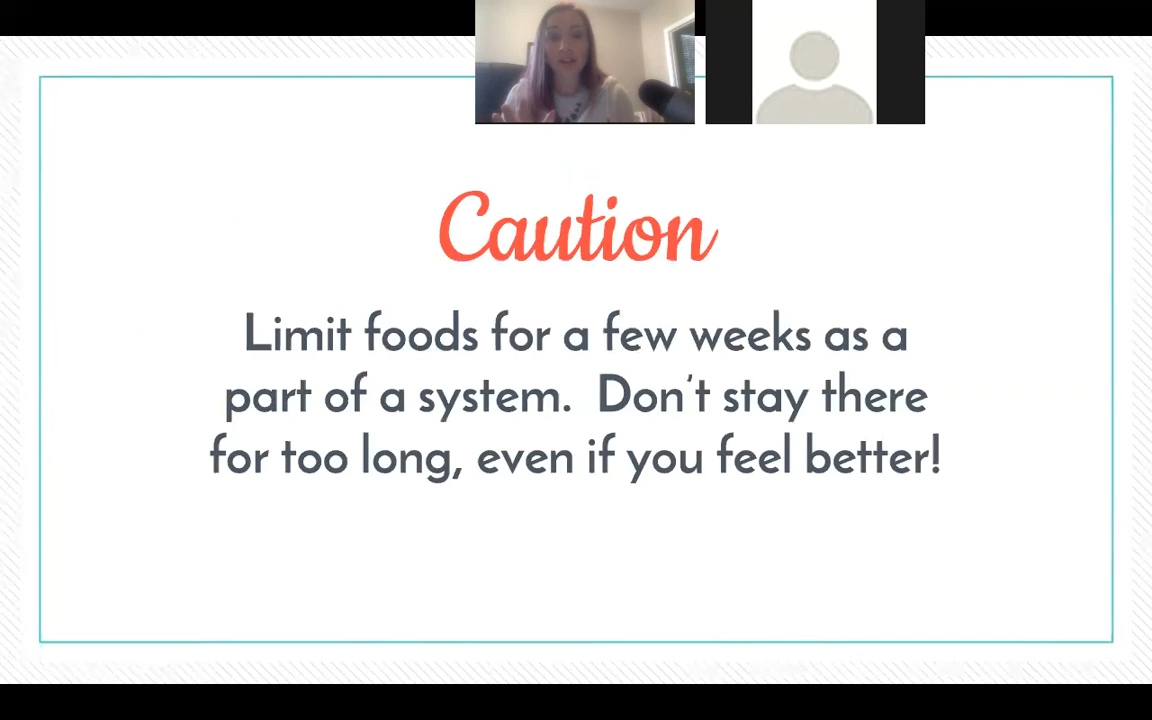 Caution
Limit foods for a few weeks as a
part of a system.  Don't stay there
for too long, even if you feel better!